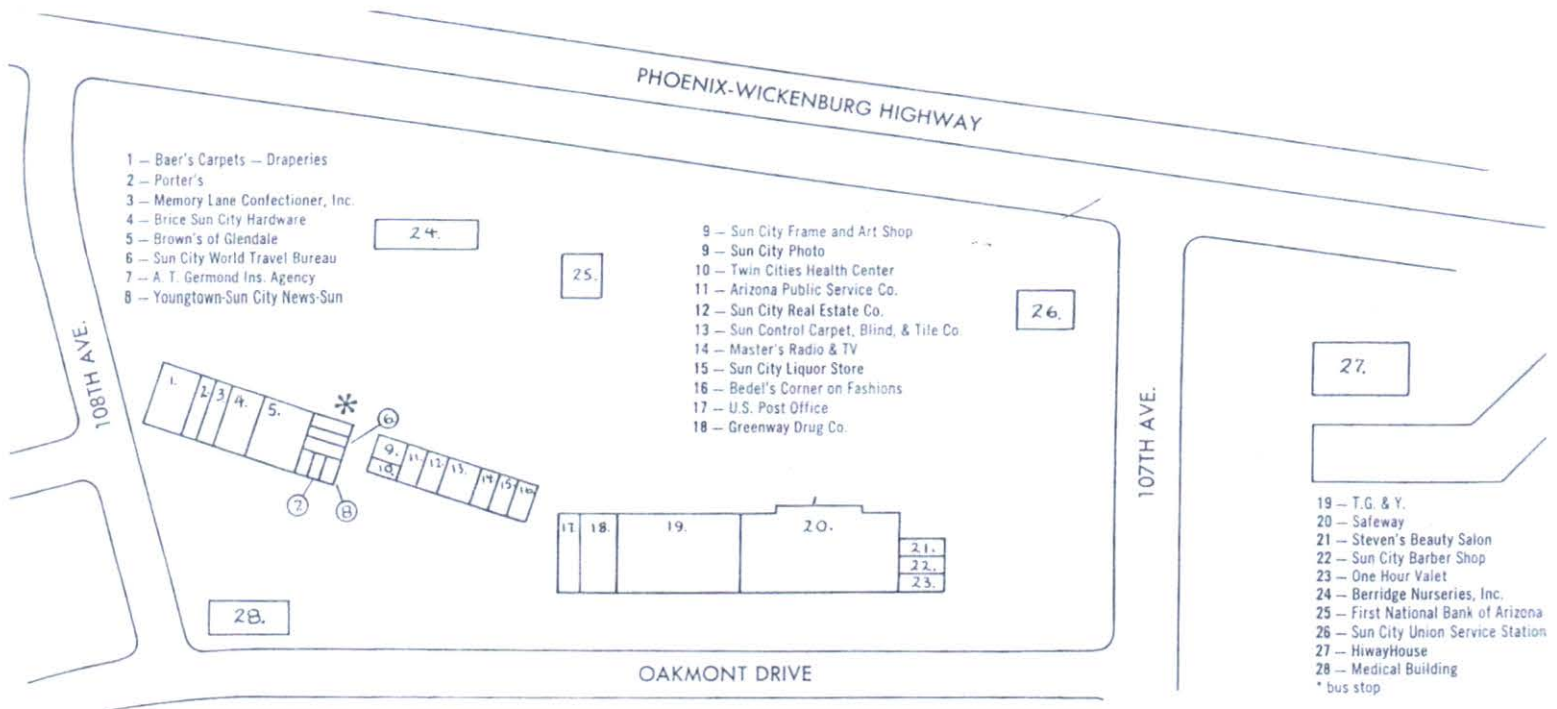 PHOENIX-WICKENBURG HIGHWAY
1 — Baer's Carpets — Draperies
2 — Porter's
3 — Memory Lane Confectioner, Inc.
4 — Brice Sun City Hardware
5 — Brown's of Glendale
6 — Sun City World Travel Bureau
7 — A. T. Germond Ins. Agency
8 — Youngtown-Sun City News-Sun
24.
25.
9 — Sun City Frame and Art Shop
9 — Sun City Photo
10 — Twin Cities Health Center
11 — Arizona Public Service Co.
12 — Sun City Real Estate Co.
13 — Sun Control Carpet, Blind, & Tile Co.
14 — Master's Radio & TV
15 — Sun City Liquor Store
16 — Bedel's Corner on Fashions
17 — U.S. Post Office
18 — Greenway Drug Co.
26.
27.
108TH AVE.
107TH AVE.
1. 2. 3. 4. 5. *
6
7 8
9. 11. 12. 13. 14. 15. 16.
10.
17. 18. 19. 20.
21.
22.
23.
28.
19 — T.G. & Y.
20 — Safeway
21 — Steven's Beauty Salon
22 — Sun City Barber Shop
23 — One Hour Valet
24 — Berridge Nurseries, Inc.
25 — First National Bank of Arizona
26 — Sun City Union Service Station
27 — HiwayHouse
28 — Medical Building
* bus stop
OAKMONT DRIVE